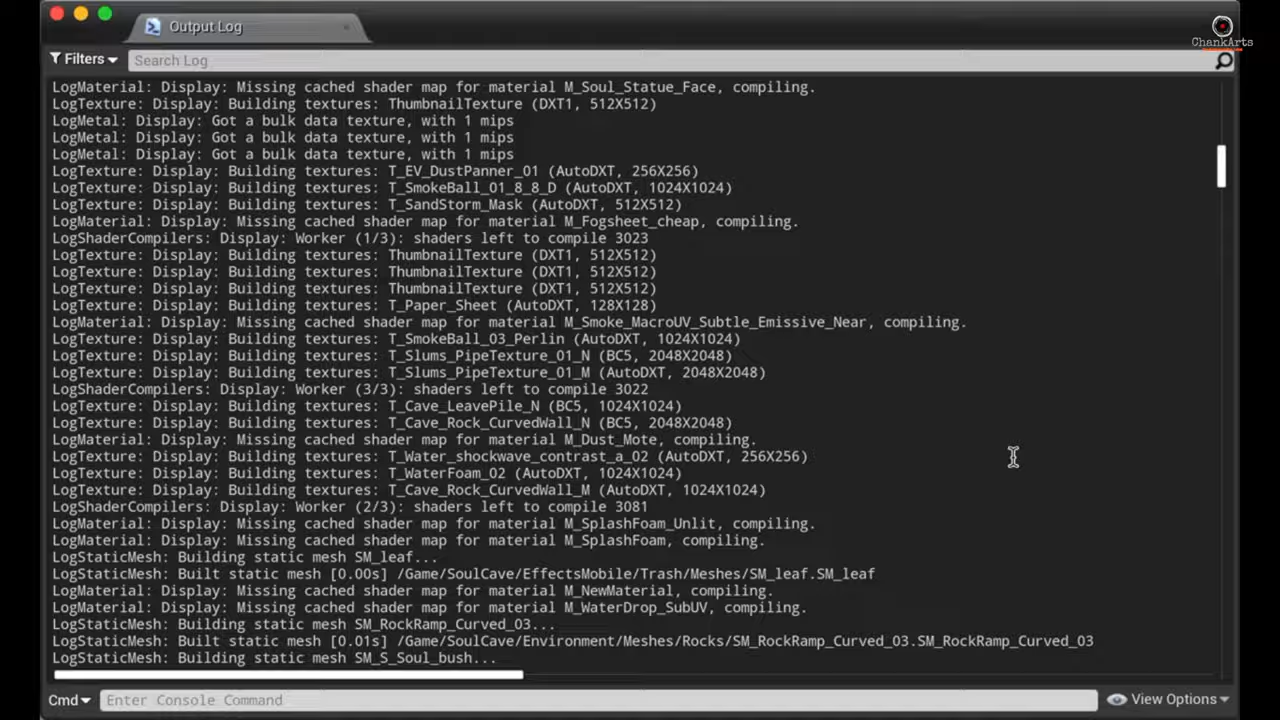 Output Log
ChankArts
Filters
Search Log
LogMaterial: Display: Missing cached shader map for material M_Soul_Statue_Face, compiling.
LogTexture: Display: Building textures: ThumbnailTexture (DXT1, 512X512)
LogMetal: Display: Got a bulk data texture, with 1 mips
LogMetal: Display: Got a bulk data texture, with 1 mips
LogMetal: Display: Got a bulk data texture, with 1 mips
LogTexture: Display: Building textures: T_EV_DustPanner_01 (AutoDXT, 256X256)
LogTexture: Display: Building textures: T_SmokeBall_01_8_8_D (AutoDXT, 1024X1024)
LogTexture: Display: Building textures: T_SandStorm_Mask (AutoDXT, 512X512)
LogMaterial: Display: Missing cached shader map for material M_Fogsheet_cheap, compiling.
LogShaderCompilers: Display: Worker (1/3): shaders left to compile 3023
LogTexture: Display: Building textures: ThumbnailTexture (DXT1, 512X512)
LogTexture: Display: Building textures: ThumbnailTexture (DXT1, 512X512)
LogTexture: Display: Building textures: ThumbnailTexture (DXT1, 512X512)
LogTexture: Display: Building textures: T_Paper_Sheet (AutoDXT, 128X128)
LogMaterial: Display: Missing cached shader map for material M_Smoke_MacroUV_Subtle_Emissive_Near, compiling.
LogTexture: Display: Building textures: T_SmokeBall_03_Perlin (AutoDXT, 1024X1024)
LogTexture: Display: Building textures: T_Slums_PipeTexture_01_N (BC5, 2048X2048)
LogTexture: Display: Building textures: T_Slums_PipeTexture_01_M (AutoDXT, 2048X2048)
LogShaderCompilers: Display: Worker (3/3): shaders left to compile 3022
LogTexture: Display: Building textures: T_Cave_LeavePile_N (BC5, 1024X1024)
LogTexture: Display: Building textures: T_Cave_Rock_CurvedWall_N (BC5, 2048X2048)
LogMaterial: Display: Missing cached shader map for material M_Dust_Mote, compiling.
LogTexture: Display: Building textures: T_Water_shockwave_contrast_a_02 (AutoDXT, 256X256)
LogTexture: Display: Building textures: T_WaterFoam_02 (AutoDXT, 1024X1024)
LogTexture: Display: Building textures: T_Cave_Rock_CurvedWall_M (AutoDXT, 1024X1024)
LogShaderCompilers: Display: Worker (2/3): shaders left to compile 3081
LogMaterial: Display: Missing cached shader map for material M_SplashFoam_Unlit, compiling.
LogMaterial: Display: Missing cached shader map for material M_SplashFoam, compiling.
LogStaticMesh: Building static mesh SM_leaf...
LogStaticMesh: Built static mesh [0.00s] /Game/SoulCave/EffectsMobile/Trash/Meshes/SM_leaf.SM_leaf
LogMaterial: Display: Missing cached shader map for material M_NewMaterial, compiling.
LogMaterial: Display: Missing cached shader map for material M_WaterDrop_SubUV, compiling.
LogStaticMesh: Building static mesh SM_RockRamp_Curved_03...
LogStaticMesh: Built static mesh [0.01s] /Game/SoulCave/Environment/Meshes/Rocks/SM_RockRamp_Curved_03.SM_RockRamp_Curved_03
LogStaticMesh: Building static mesh SM_S_Soul_bush...
Cmd
Enter Console Command
View Options